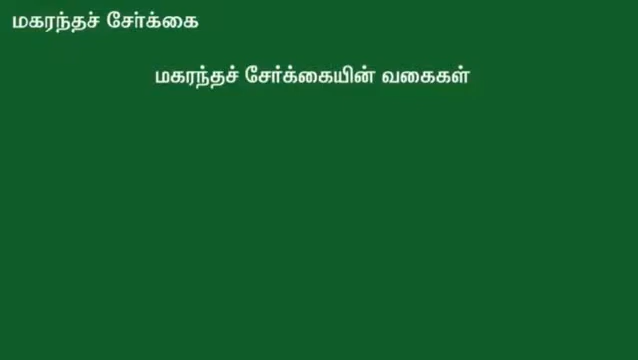 மகரந்தச் சேர்க்கை
மகரந்தச் சேர்க்கையின் வகைகள்